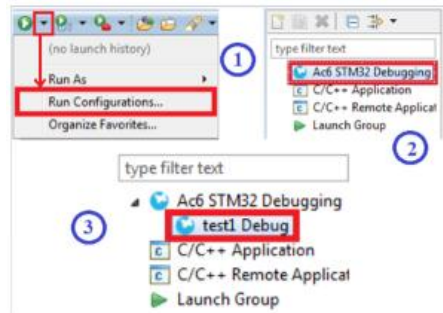 (no launch history)
Run As
Run Configurations...
Organize Favorites...
1
type filter text
Ac6 STM32 Debugging
C/C++ Application
C/C++ Remote Applicat
Launch Group
2
type filter text
Ac6 STM32 Debugging
test1 Debug
C/C++ Application
C/C++ Remote Applicat
Launch Group
3